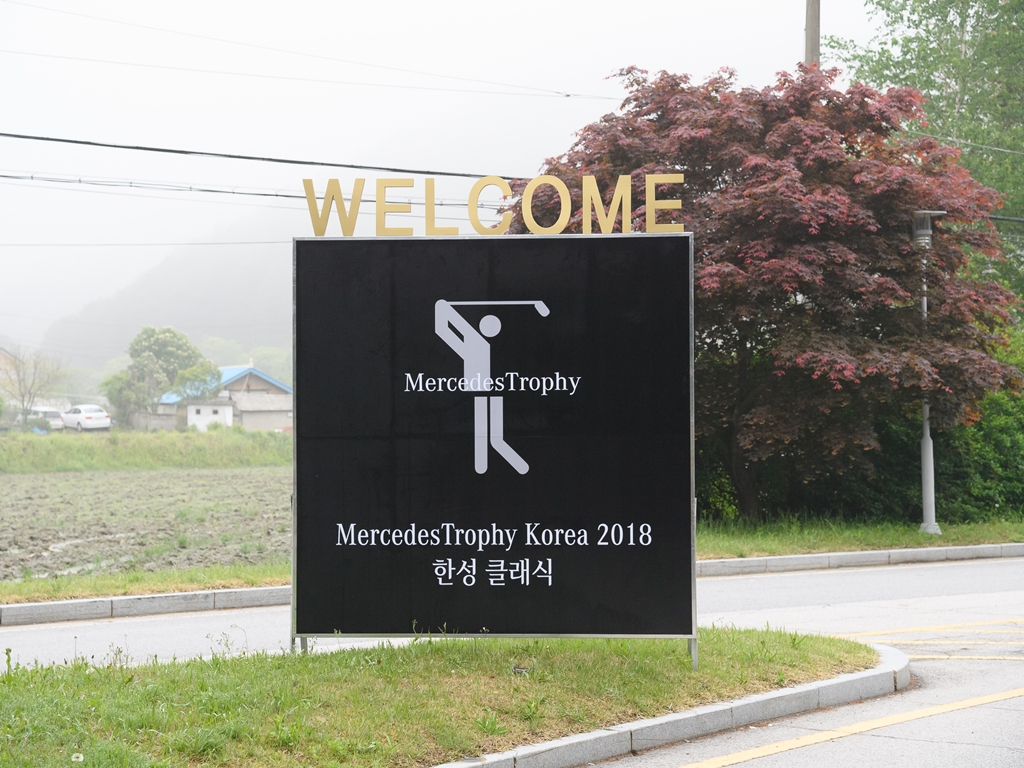 WELCOME
MercedesTrophy
MercedesTrophy Korea 2018
한성 클래식